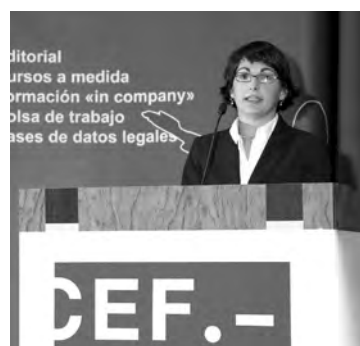 ditorial
ursos a medida
ormación «in company»
olsa de trabajo
ases de datos legales
CEF.-